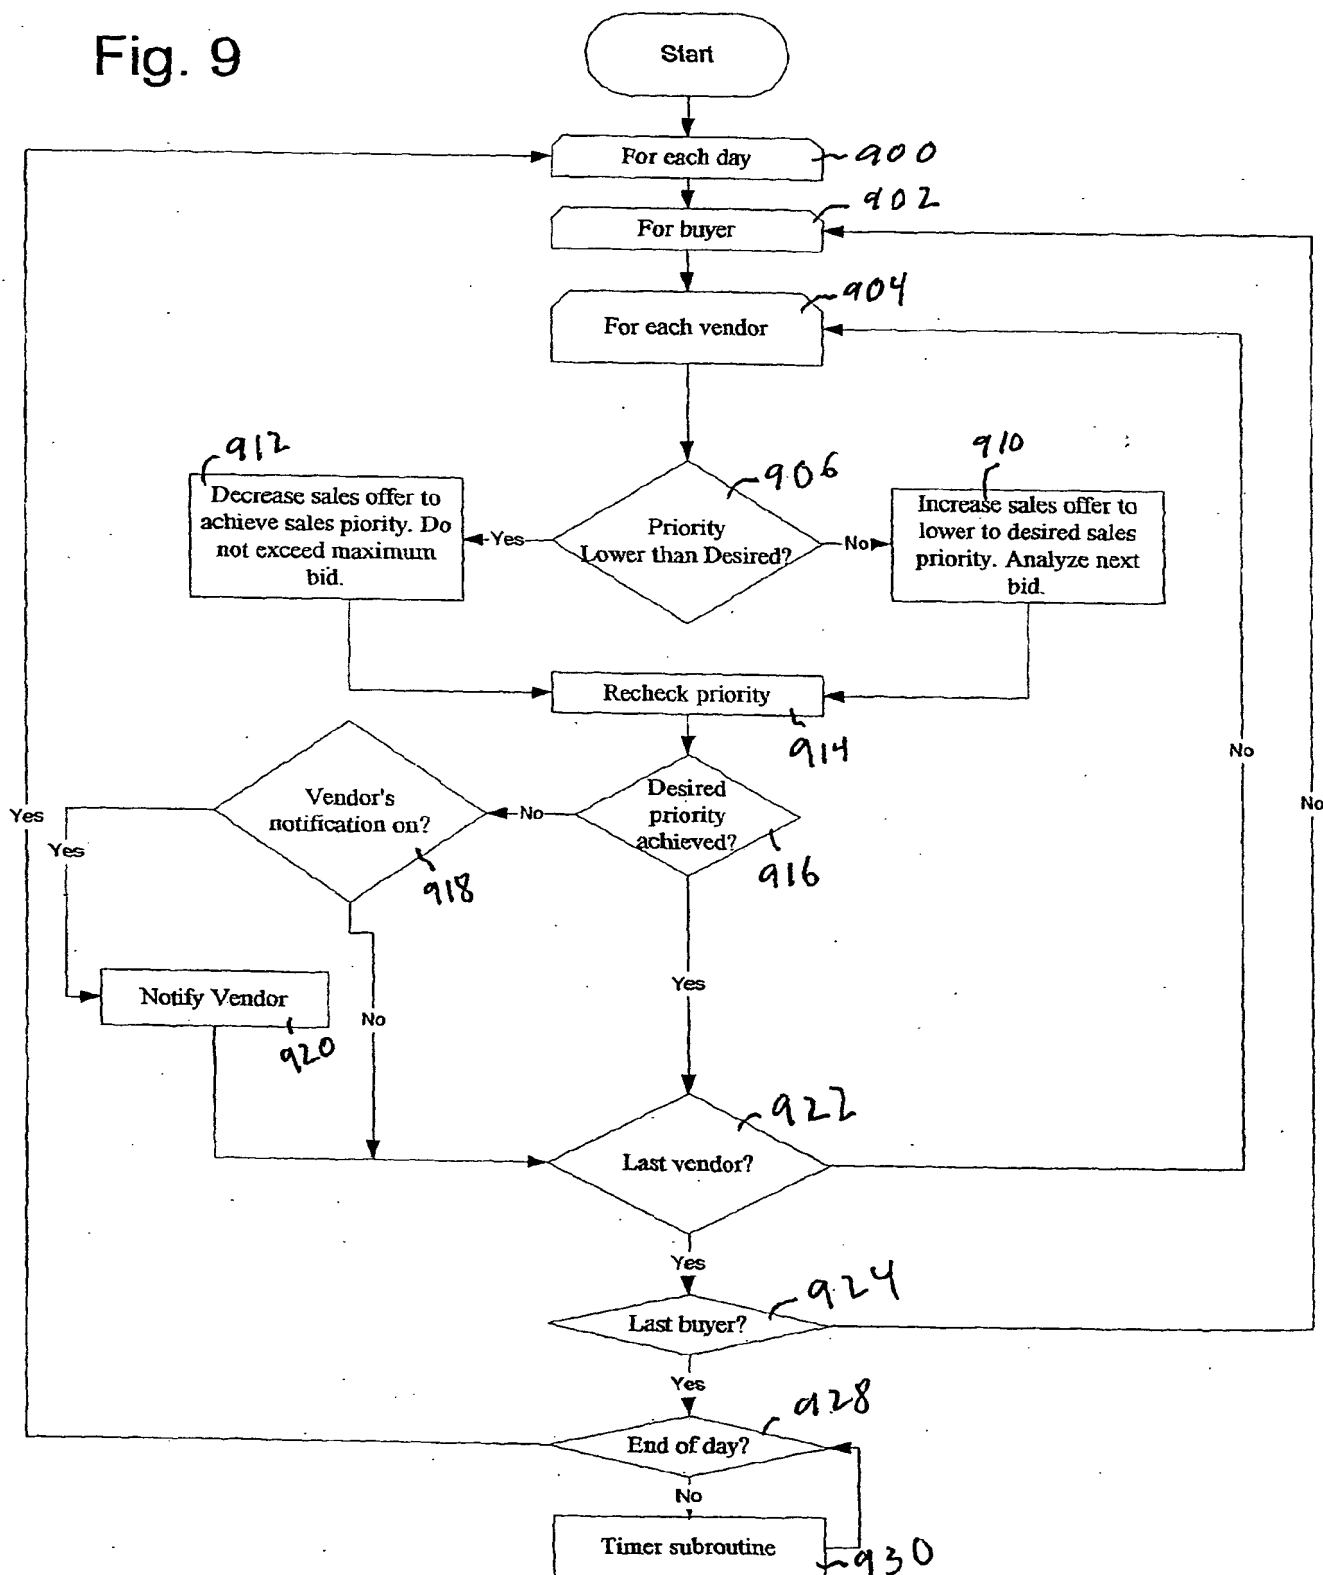 Fig. 9
Start
For each day
900
902
For buyer
904
For each vendor
912
910
906
Decrease sales offer to
achieve sales piority. Do
not exceed maximum
bid.
Yes
Priority
Lower than Desired?
No
Increase sales offer to
lower to desired sales
priority. Analyze next
bid.
Recheck priority
914
No
Vendor's
notification on?
No
Desired
priority
achieved?
Yes
Yes
No
918
916
Yes
Notify Vendor
No
920
922
Last vendor?
Yes
924
Last buyer?
Yes
928
End of day?
No
Timer subroutine
930